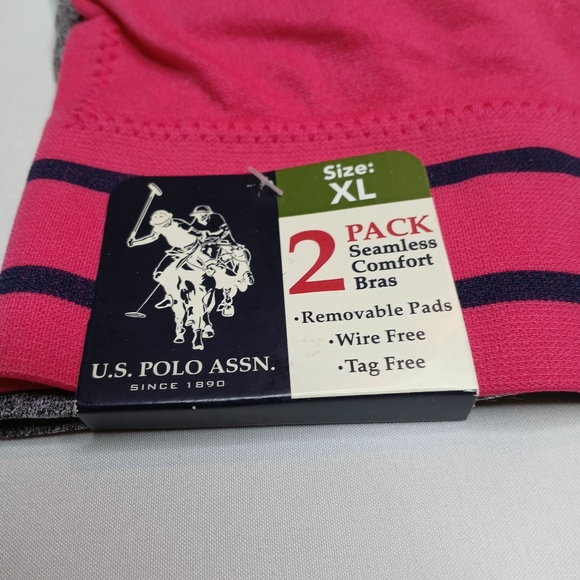 Size:
XL
2 PACK
Seamless
Comfort
Bras
•Removable Pads
•Wire Free
•Tag Free
U.S. POLO ASSN.
SINCE 1890